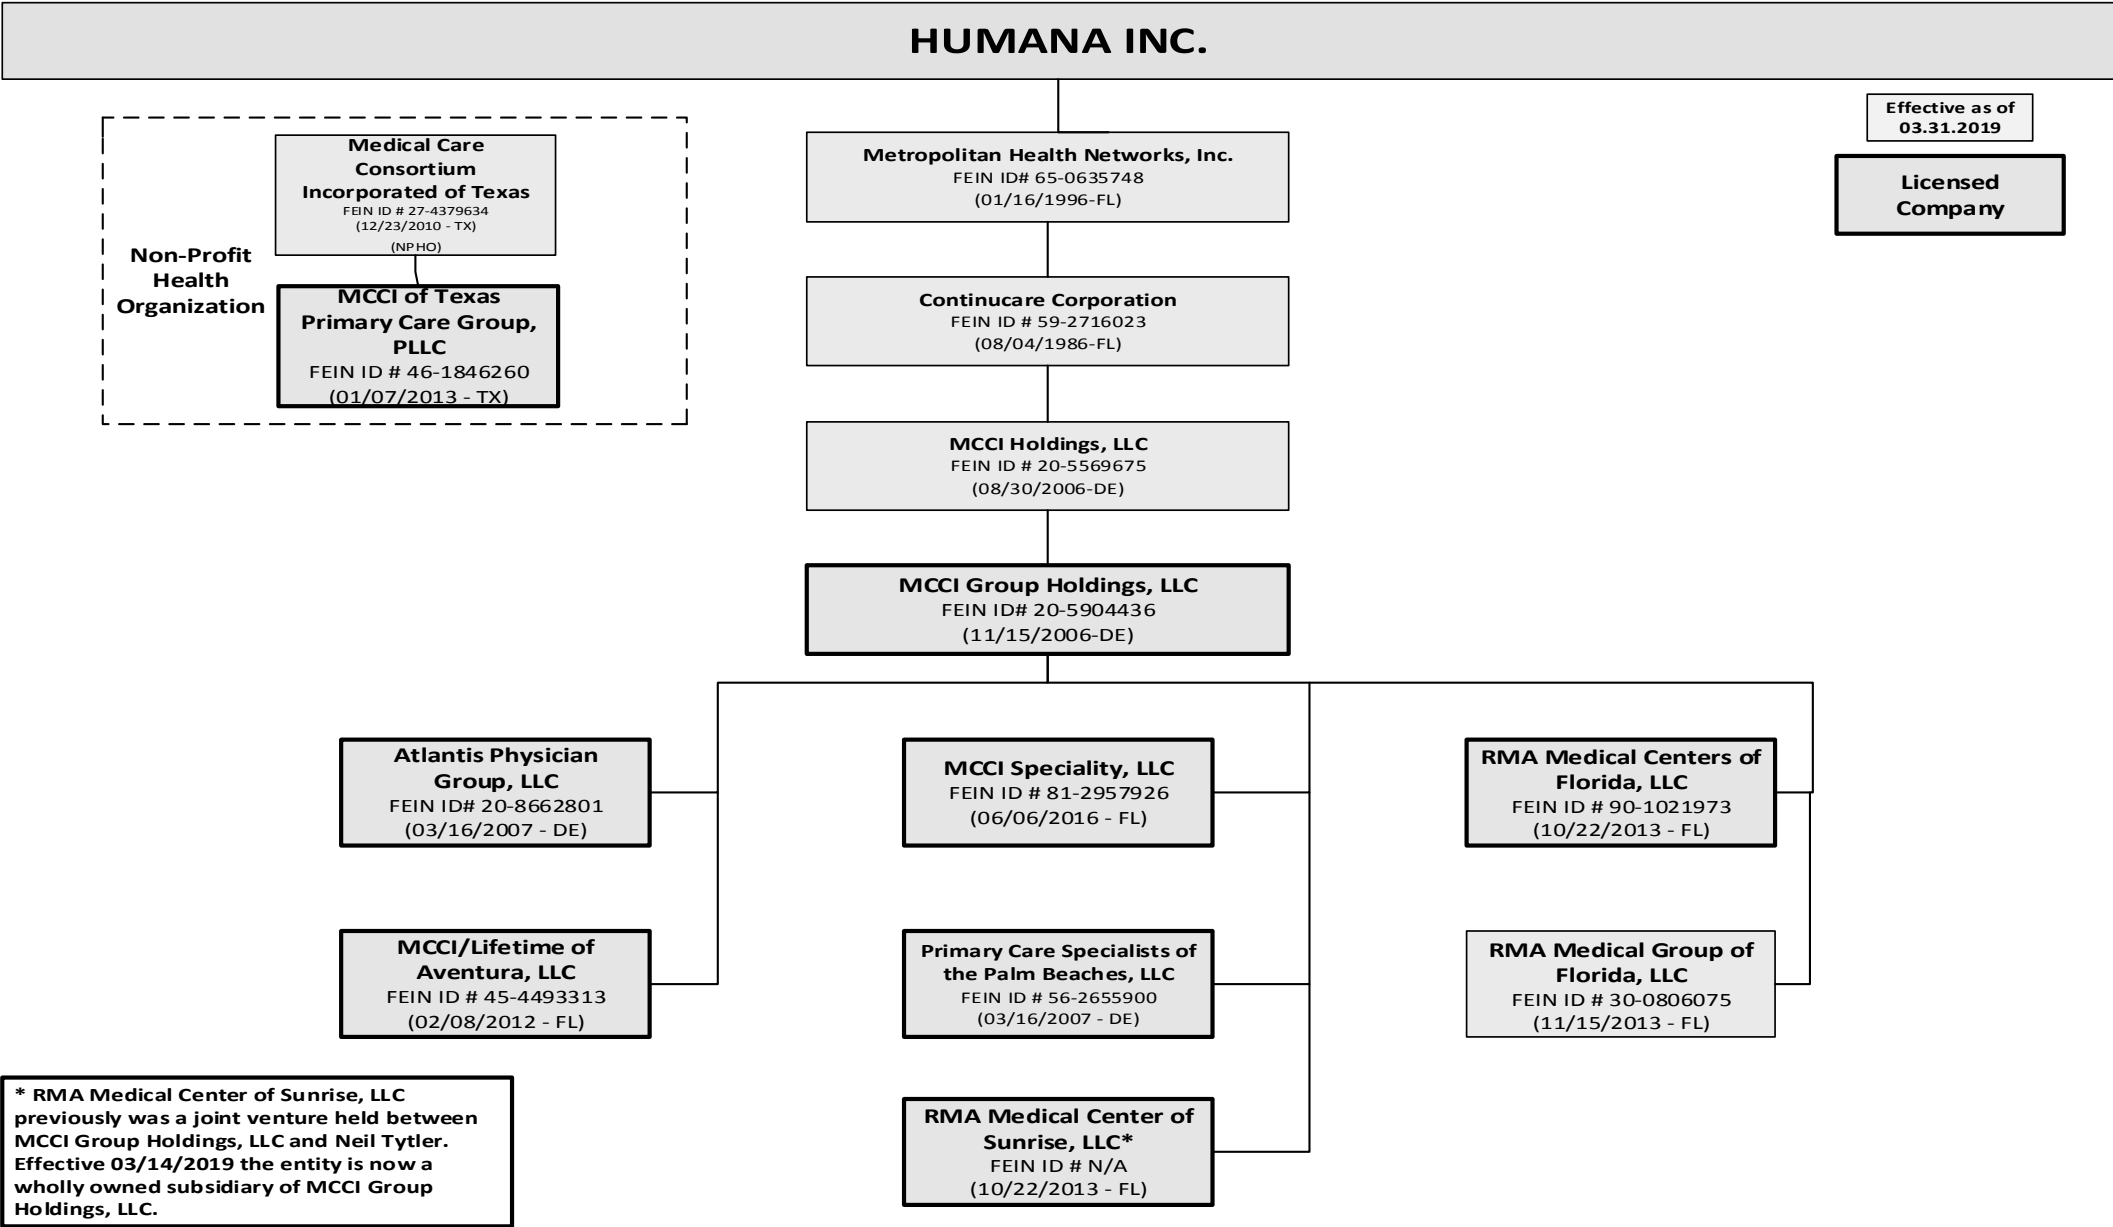 HUMANA INC.
Effective as of
03.31.2019
Licensed
Company
Non-Profit
Health
Organization
Medical Care
Consortium
Incorporated of Texas
FEIN ID # 27-4379634
(12/23/2010 - TX)
(NPHO)
MCCI of Texas
Primary Care Group,
PLLC
FEIN ID # 46-1846260
(01/07/2013 - TX)
Metropolitan Health Networks, Inc.
FEIN ID# 65-0635748
(01/16/1996-FL)
Continucare Corporation
FEIN ID # 59-2716023
(08/04/1986-FL)
MCCI Holdings, LLC
FEIN ID # 20-5569675
(08/30/2006-DE)
MCCI Group Holdings, LLC
FEIN ID# 20-5904436
(11/15/2006-DE)
Atlantis Physician
Group, LLC
FEIN ID# 20-8662801
(03/16/2007 - DE)
MCCI Speciality, LLC
FEIN ID # 81-2957926
(06/06/2016 - FL)
RMA Medical Centers of
Florida, LLC
FEIN ID # 90-1021973
(10/22/2013 - FL)
MCCI/Lifetime of
Aventura, LLC
FEIN ID # 45-4493313
(02/08/2012 - FL)
Primary Care Specialists of
the Palm Beaches, LLC
FEIN ID # 56-2655900
(03/16/2007 - DE)
RMA Medical Group of
Florida, LLC
FEIN ID # 30-0806075
(11/15/2013 - FL)
RMA Medical Center of
Sunrise, LLC*
FEIN ID # N/A
(10/22/2013 - FL)
* RMA Medical Center of Sunrise, LLC
previously was a joint venture held between
MCCI Group Holdings, LLC and Neil Tytler.
Effective 03/14/2019 the entity is now a
wholly owned subsidiary of MCCI Group
Holdings, LLC.